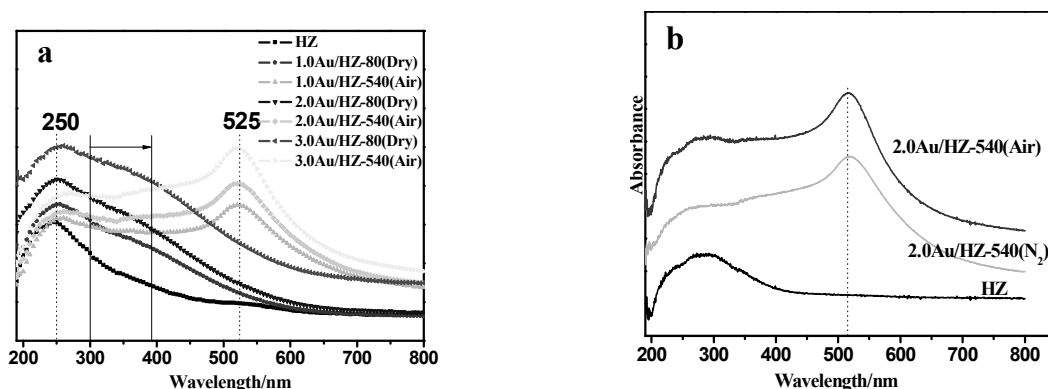 a
HZ
1.0Au/HZ-80(Dry)
1.0Au/HZ-540(Air)
2.0Au/HZ-80(Dry)
2.0Au/HZ-540(Air)
3.0Au/HZ-80(Dry)
3.0Au/HZ-540(Air)
250
525
200 300 400 500 600 700 800
Wavelength/nm
b
Absorbance
2.0Au/HZ-540(Air)
2.0Au/HZ-540(N₂)
HZ
200 300 400 500 600 700 800
Wavelength/nm